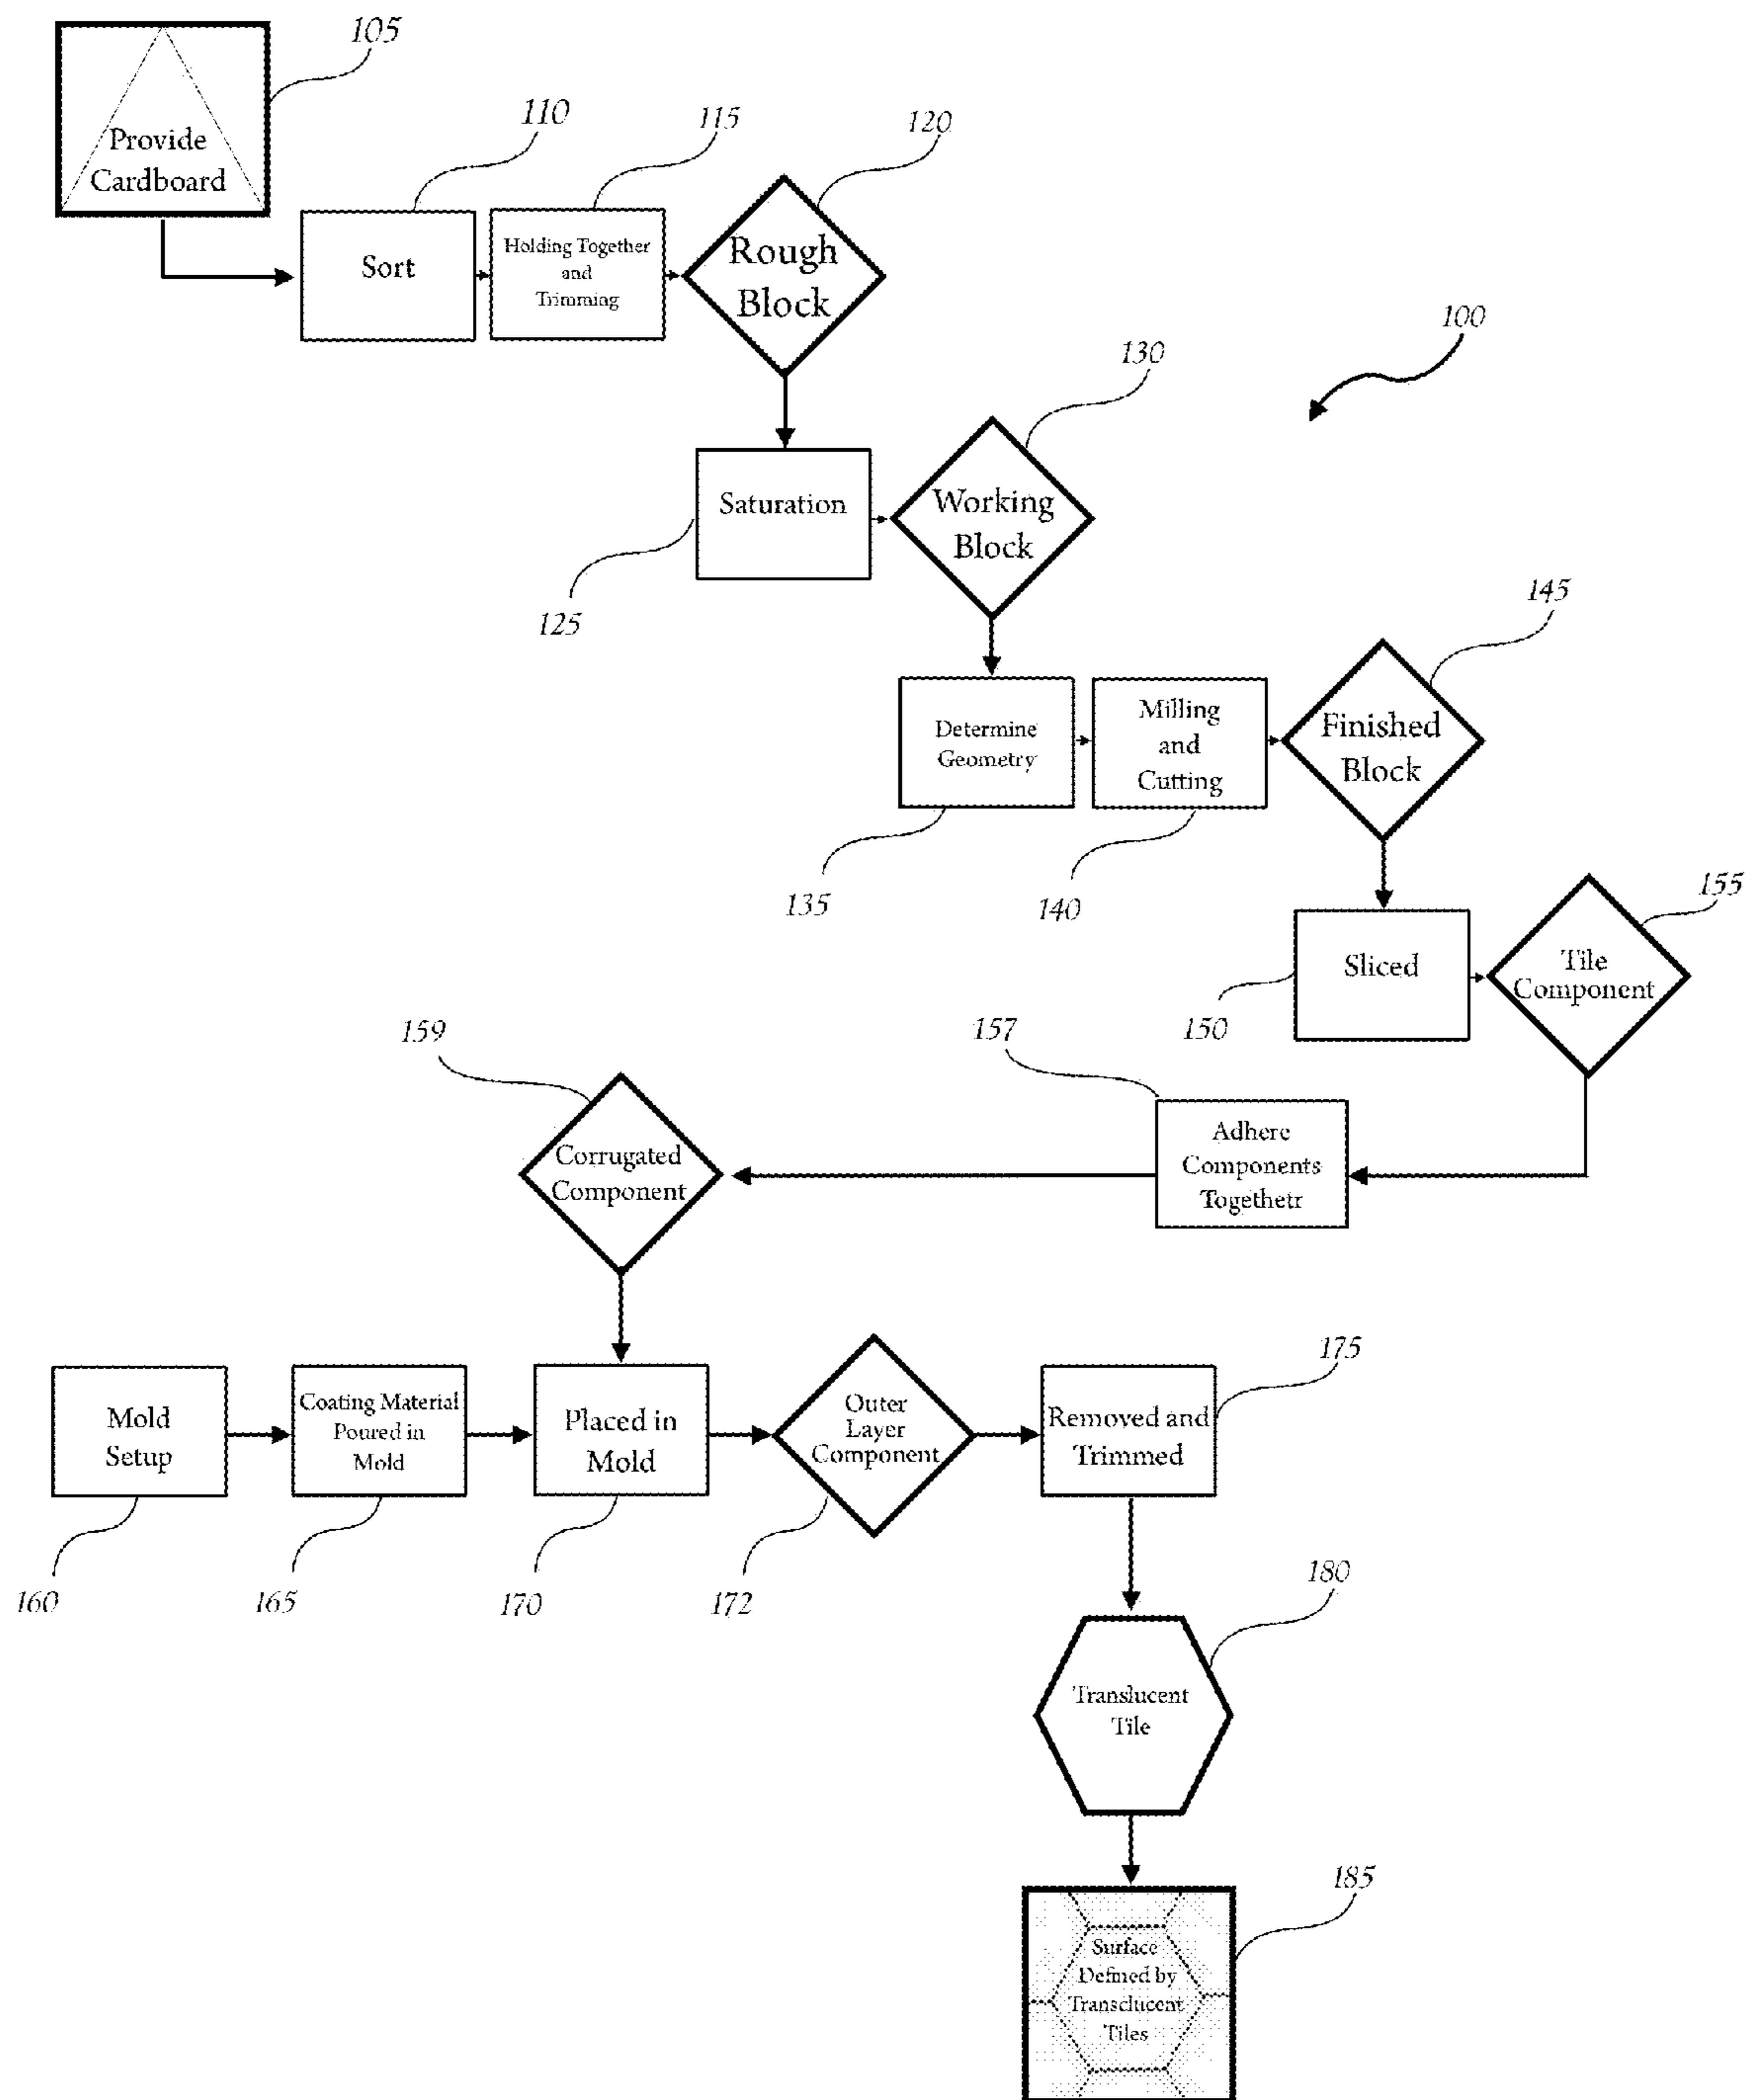 105
Provide
Cardboard
110
Sort
115
Holding Together
and
Trimming
120
Rough
Block
100
125
Saturation
130
Working
Block
135
Determine
Geometry
140
Milling
and
Cutting
145
Finished
Block
150
Sliced
155
Tile
Component
157
Adhere
Components
Togethetr
159
Corrugated
Component
160
Mold
Setup
165
Coating Material
Poured in
Mold
170
Placed in
Mold
172
Outer
Layer
Component
175
Removed and
Trimmed
180
Translucent
Tile
185
Surface
Defined by
Transclucent
Tiles